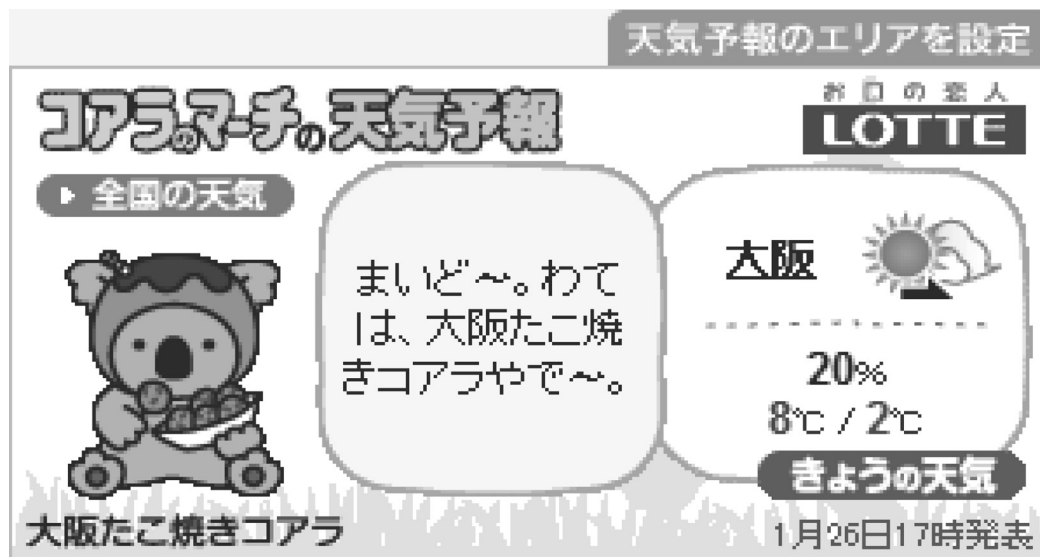 天気予報のエリアを設定
コアラのマーチの天気予報
お口の恋人
LOTTE
全国の天気
まいど～。わて
は、大阪たこ焼
きコアラやで～。
大阪
20%
8℃ / 2℃
きょうの天気
大阪たこ焼きコアラ
1月26日17時発表